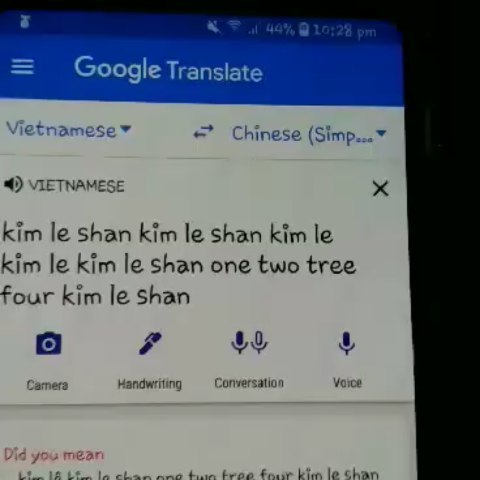 44% 10:28 pm
Google Translate
Vietnamese Chinese (Simp...
VIETNAMESE
kim le shan kim le shan kim le
kim le kim le shan one two tree
four kim le shan
Camera Handwriting Conversation Voice
Did you mean
kim lê kim le shan one two tree four kim le shan